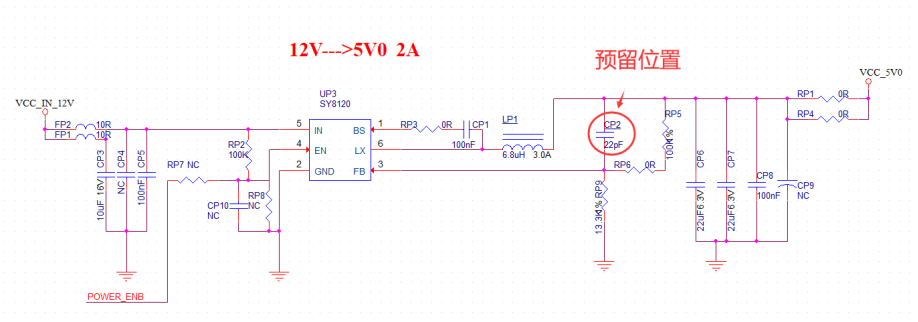 12V--->5V0 2A
预留位置
VCC_IN_12V
VCC_5V0
UP3
SY8120
FP2 10R
FP1 10R
5 IN BS 1
4 EN LX 6
2 GND FB 3
RP3 0R CP1
100nF
LP1
6.8uH 3.0A
CP2
22pF
RP5
100K1%
RP1 0R
RP4 0R
RP2
100K
RP7 NC
CP3
10uF 16V
CP4
NC
CP5
100nF
CP10
NC
RP8
NC
RP6 0R
RP9
13.3K1%
CP6
22uF6.3V
CP7
22uF6.3V
CP8
100nF
CP9
NC
POWER_ENB